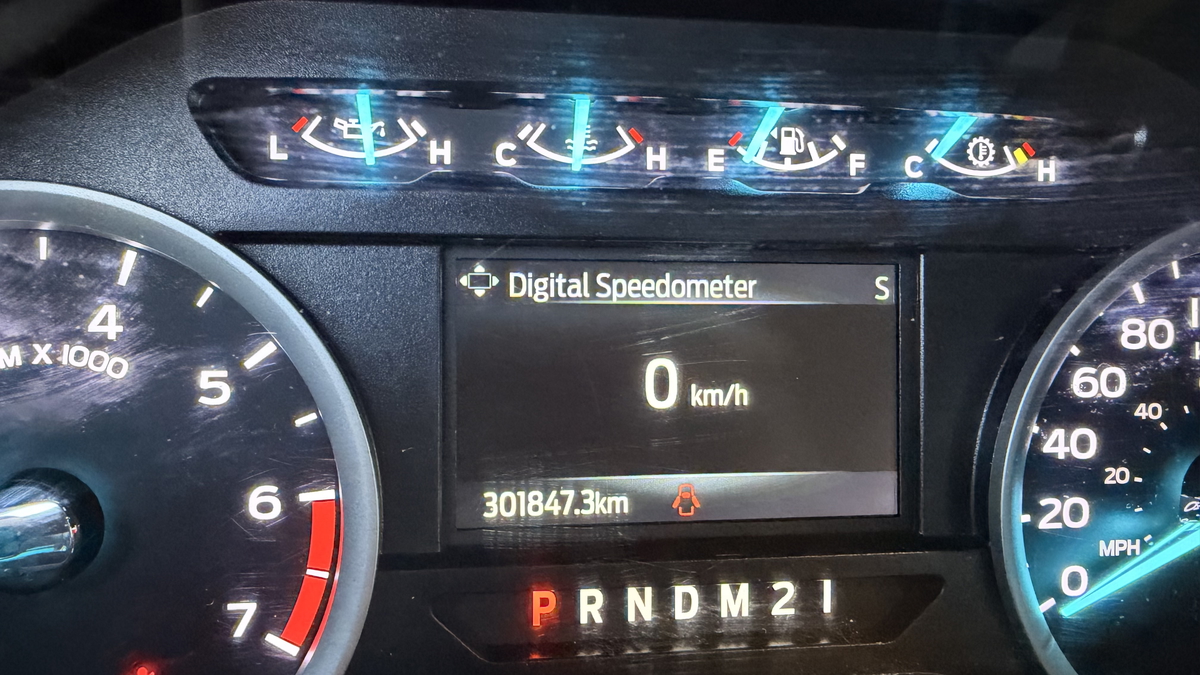 L H C H E F C H
Digital Speedometer S
0 km/h
301847.3km
P R N D M 2 1
4
M X 1000
5
6
7
80
60
40
40
20
20
MPH
0